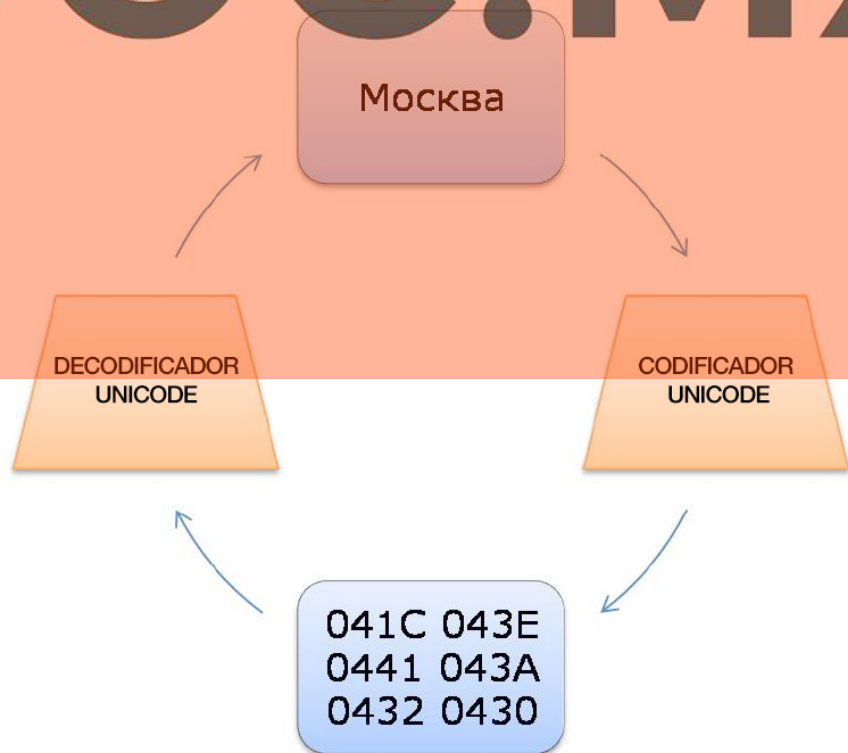 Москва
DECODIFICADOR
UNICODE
CODIFICADOR
UNICODE
041C 043E
0441 043A
0432 0430